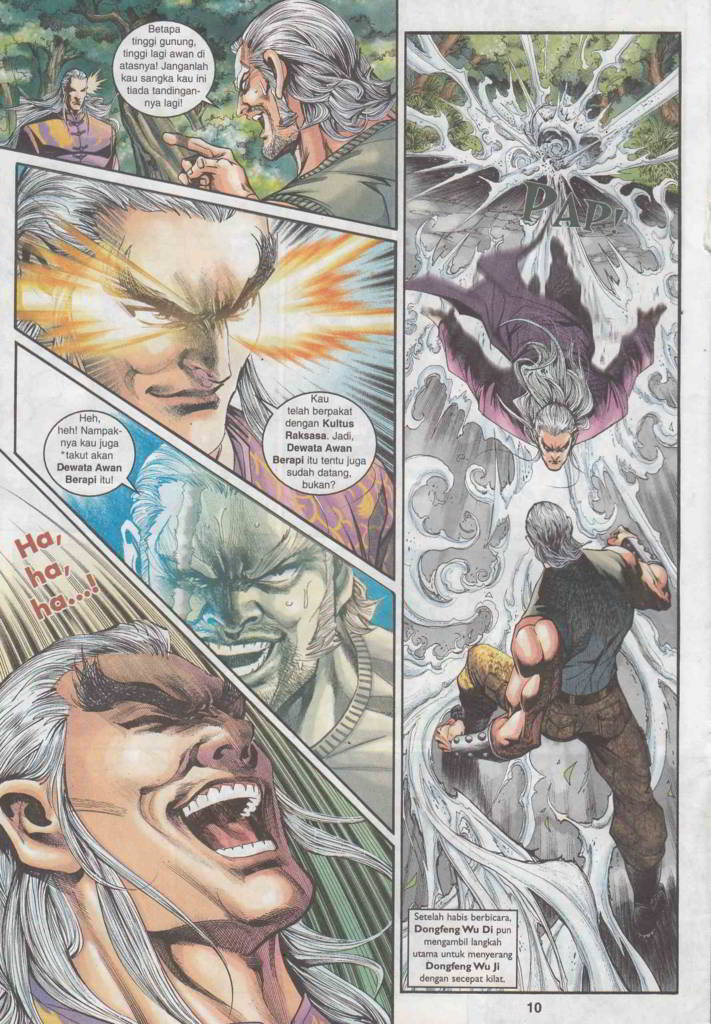 Betapa
tinggi gunung,
tinggi lagi awan di
atasnya! Janganlah
kau sangka kau ini
tiada tandingan-
nya lagi!
Kau
telah berpakat
dengan Kultus
Raksasa. Jadi,
Dewata Awan
Berapi itu tentu juga
sudah datang,
bukan?
Heh,
heh! Nampak-
nya kau juga
*takut akan
Dewata Awan
Berapi itu!
Ha,
ha,
ha...!
PAP!
Setelah habis berbicara,
Dongfeng Wu Di pun
mengambil langkah
utama untuk menyerang
Dongfeng Wu Ji
dengan secepat kilat.
10